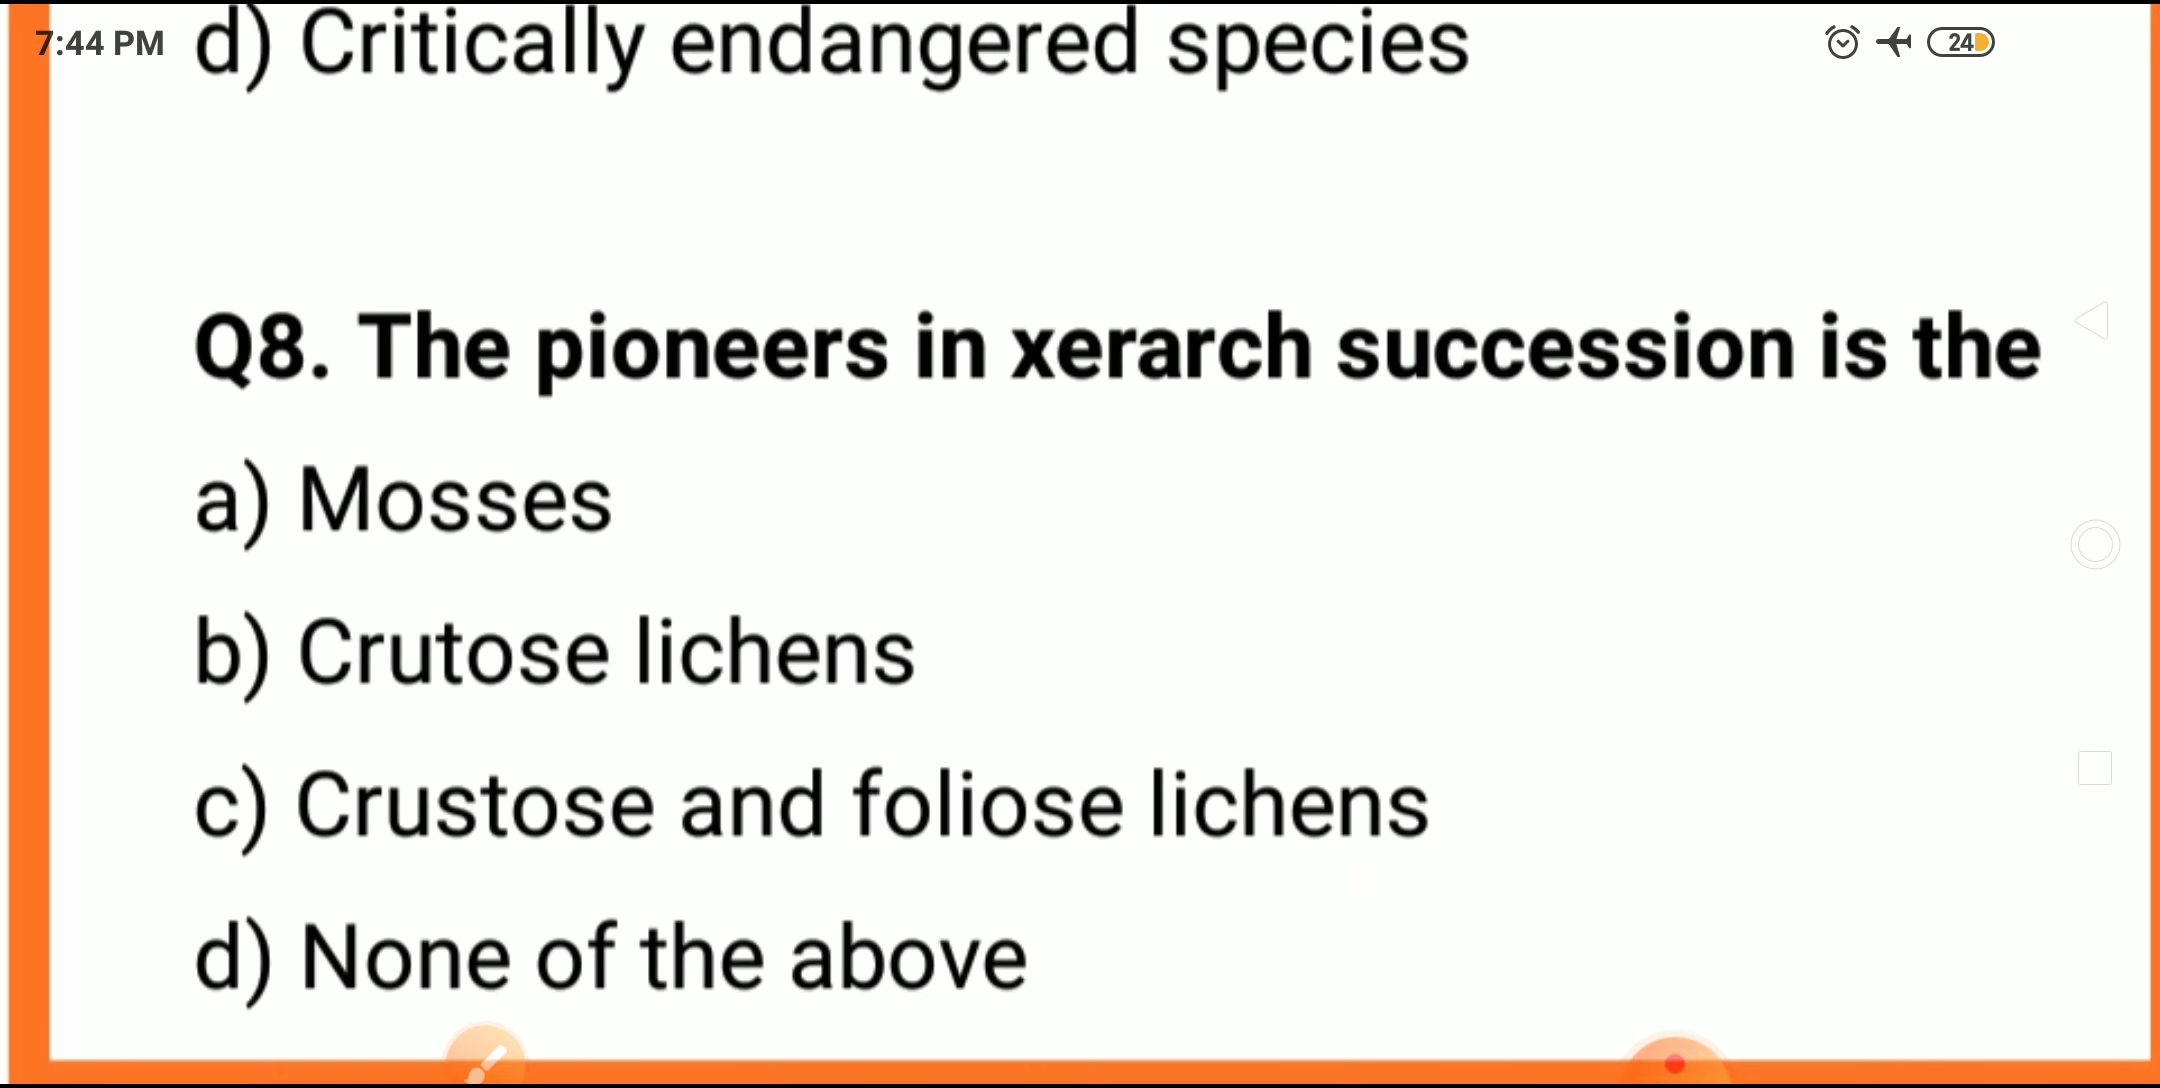 7:44 PM d) Critically endangered species 24
Q8. The pioneers in xerarch succession is the
a) Mosses
b) Crutose lichens
c) Crustose and foliose lichens
d) None of the above